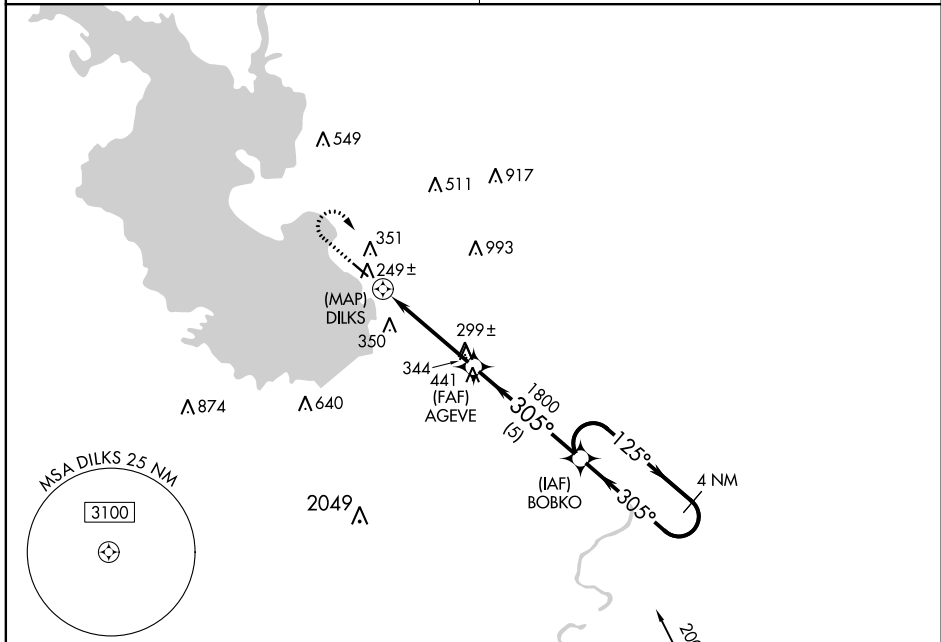 549
511
917
351
993
249±
(MAP)
DILKS
350
299±
344
441
(FAF)
AGEVE
1800
305°
(5)
874
640
125°
4 NM
(IAF)
BOBKO
305°
MSA DILKS 25 NM
3100
2049